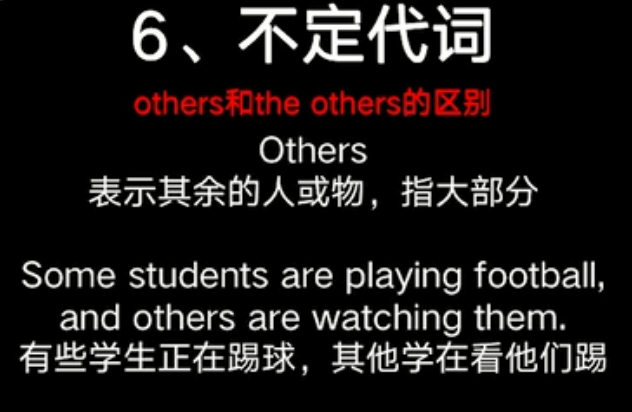 6、不定代词
others和the others的区别
Others
表示其余的人或物，指大部分
Some students are playing football,
and others are watching them.
有些学生正在踢球，其他学在看他们踢